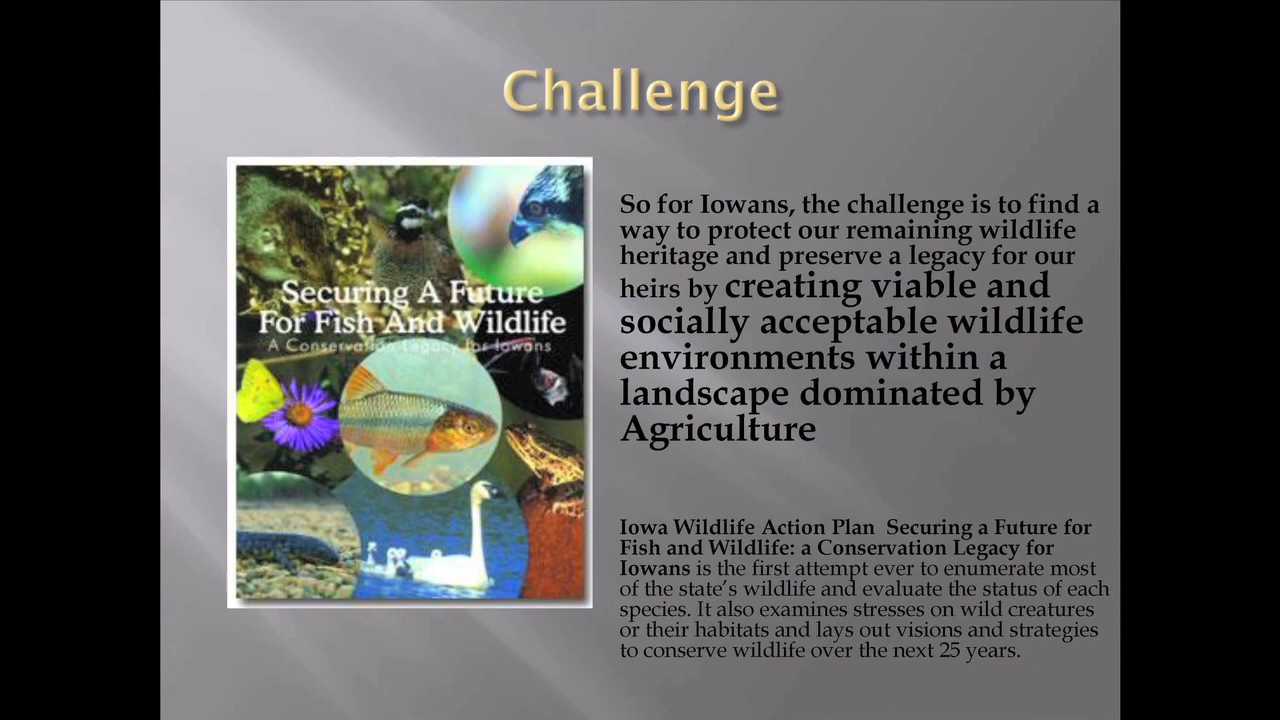 Challenge
Securing A Future
For Fish And Wildlife
A Conservation Legacy for Iowans
So for Iowans, the challenge is to find a
way to protect our remaining wildlife
heritage and preserve a legacy for our
heirs by creating viable and
socially acceptable wildlife
environments within a
landscape dominated by
Agriculture
Iowa Wildlife Action Plan  Securing a Future for
Fish and Wildlife: a Conservation Legacy for
Iowans is the first attempt ever to enumerate most
of the state’s wildlife and evaluate the status of each
species. It also examines stresses on wild creatures
or their habitats and lays out visions and strategies
to conserve wildlife over the next 25 years.